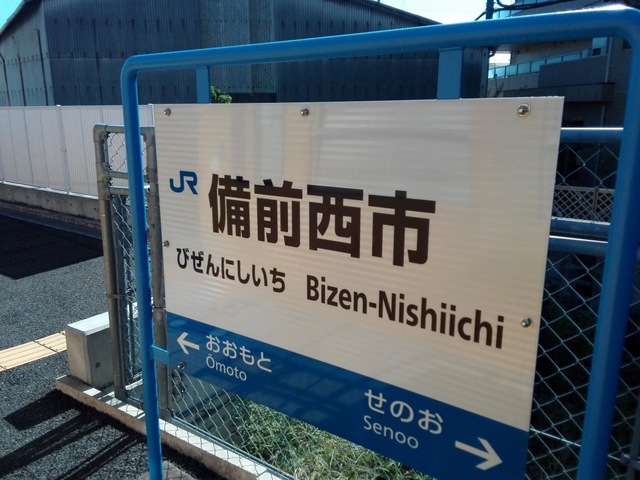 JR 備前西市
びぜんにしいち Bizen-Nishiichi
← おおもと
Ōmoto
せのお
Senoo →